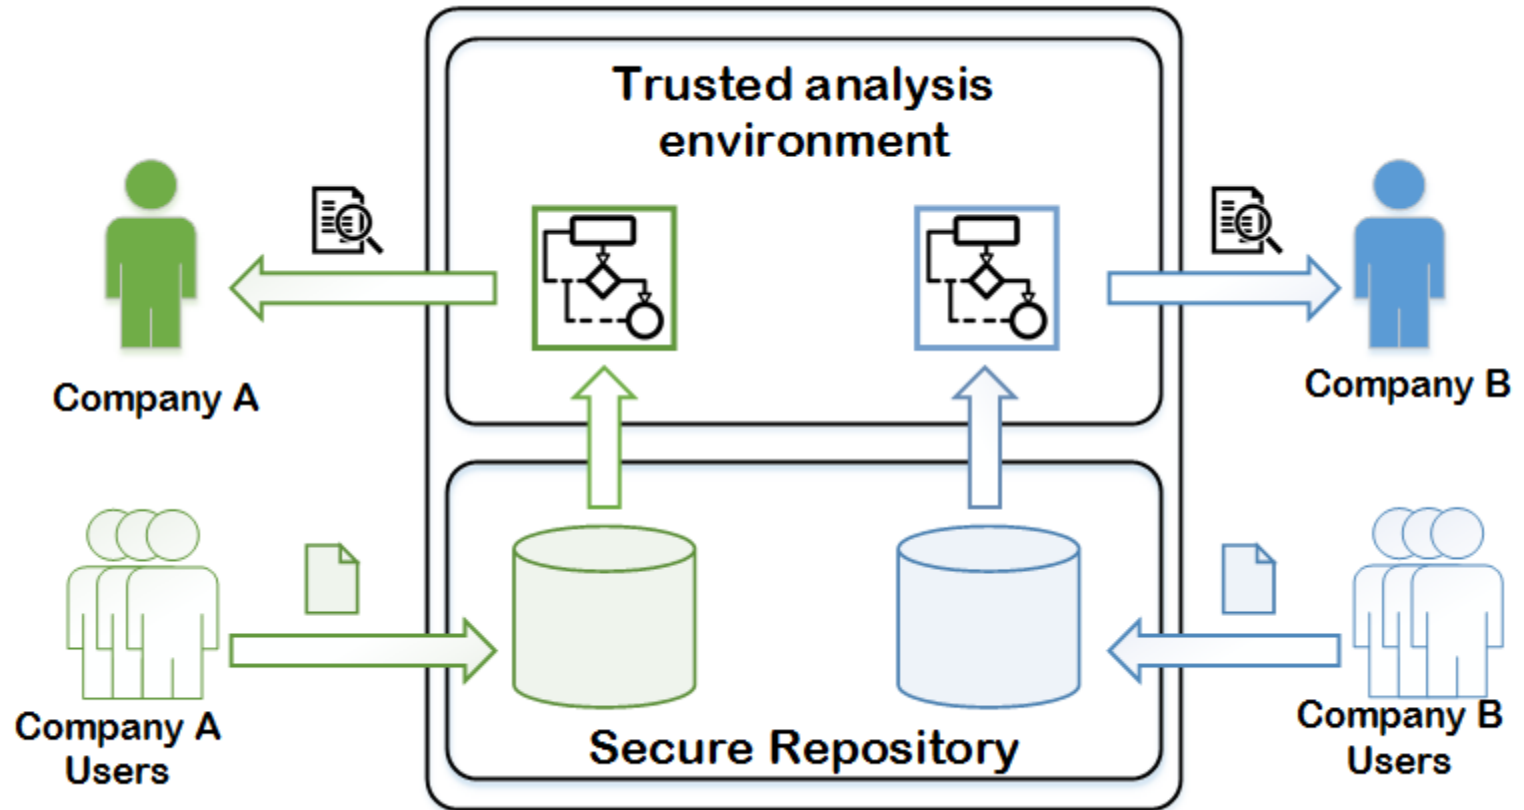 Trusted analysis
environment
Company A
Company B
Company A
Users
Secure Repository
Company B
Users